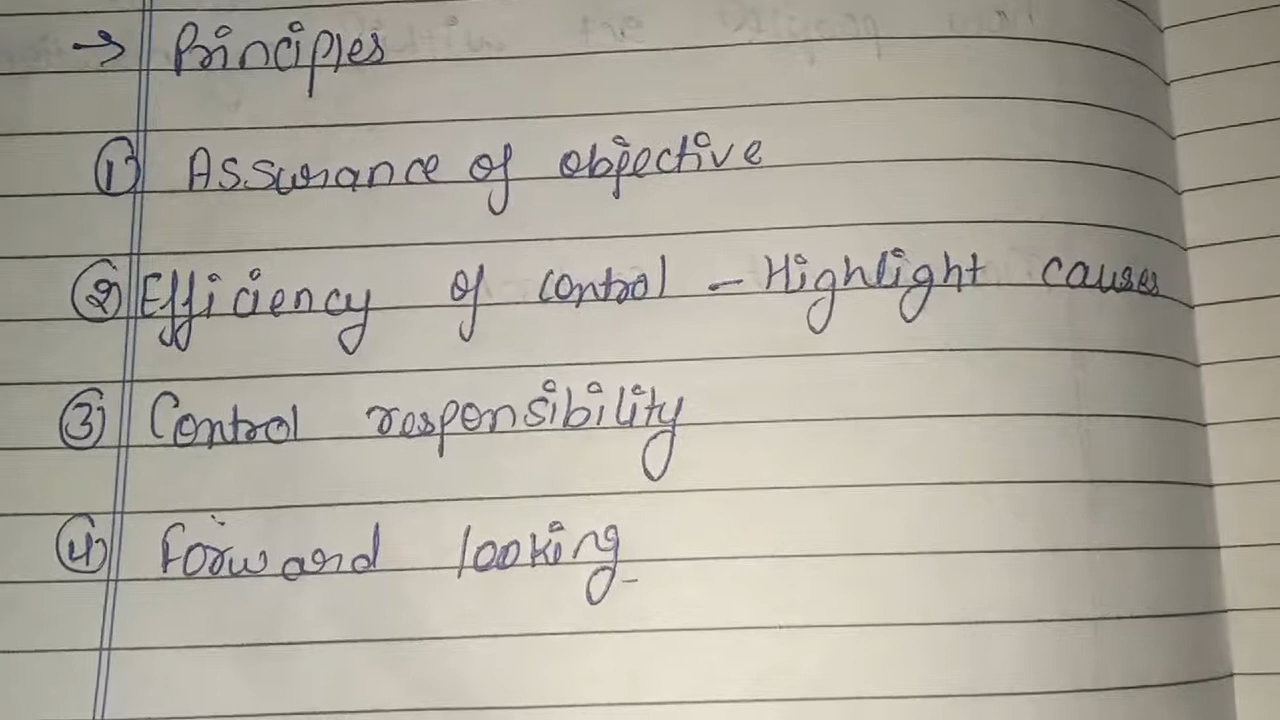 → Principles
① Assurance of objective
② Efficiency of control - Highlight causes
③ Control responsibility
④ Forward looking